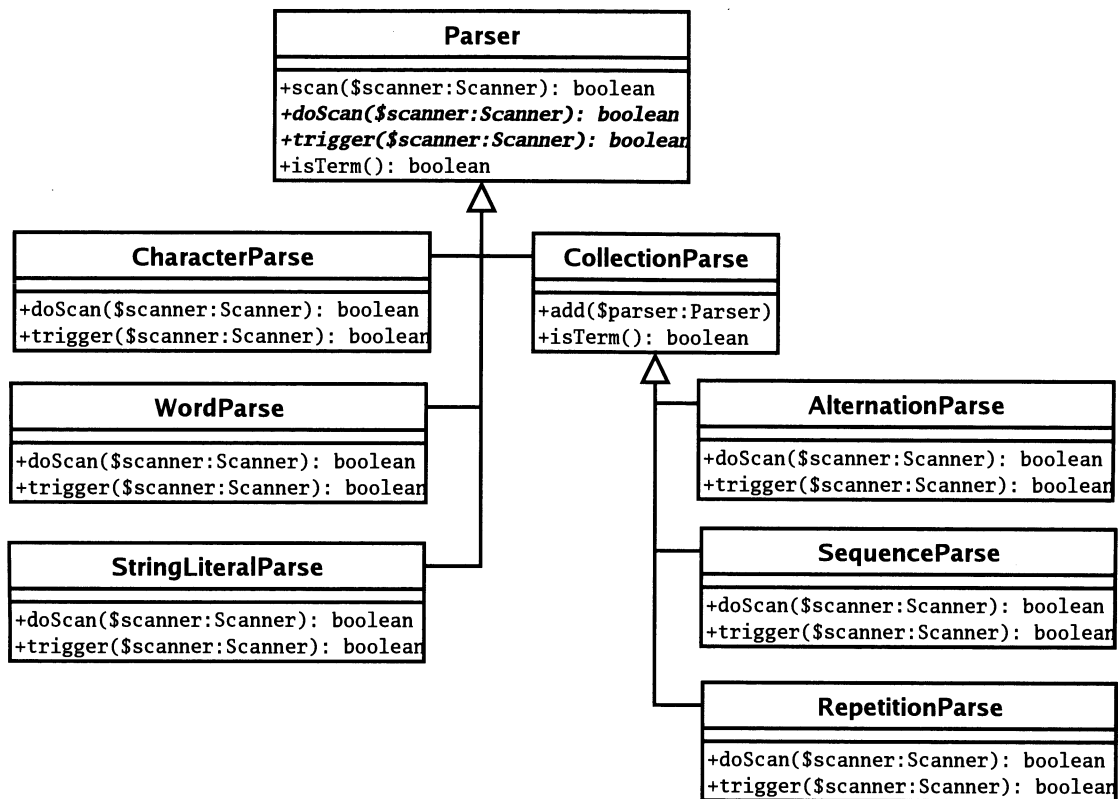 Parser
+scan($scanner:Scanner): boolean
+doScan($scanner:Scanner): boolean
+trigger($scanner:Scanner): boolean
+isTerm(): boolean
CharacterParse
+doScan($scanner:Scanner): boolean
+trigger($scanner:Scanner): boolean
CollectionParse
+add($parser:Parser)
+isTerm(): boolean
WordParse
+doScan($scanner:Scanner): boolean
+trigger($scanner:Scanner): boolean
AlternationParse
+doScan($scanner:Scanner): boolean
+trigger($scanner:Scanner): boolean
StringLiteralParse
+doScan($scanner:Scanner): boolean
+trigger($scanner:Scanner): boolean
SequenceParse
+doScan($scanner:Scanner): boolean
+trigger($scanner:Scanner): boolean
RepetitionParse
+doScan($scanner:Scanner): boolean
+trigger($scanner:Scanner): boolean